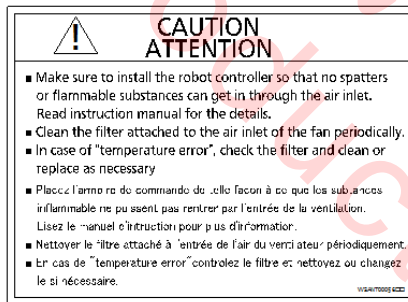 CAUTION
ATTENTION
■ Make sure to install the robot controller so that no spatters
or flammable substances can get in through the air inlet.
Read instruction manual for the details.
■ Clean the filter attached to the air inlet of the fan periodically.
■ In case of "temperature error", check the filter and clean or
replace as necessary
■ Placez l'armoire de commande de telle facon à ce que les
inflammable ne puissent pas rentrer par l'entrée de la ventilation.
Lisez le manuel d'intruction pour plus d'information.
■ Nettoyer le filtre attaché à l'entrée de l'air du ventilateur périodiquement.
■ En cas de "temperature error" controlez le filtre et nettoyez ou changez
le si nécessaire.